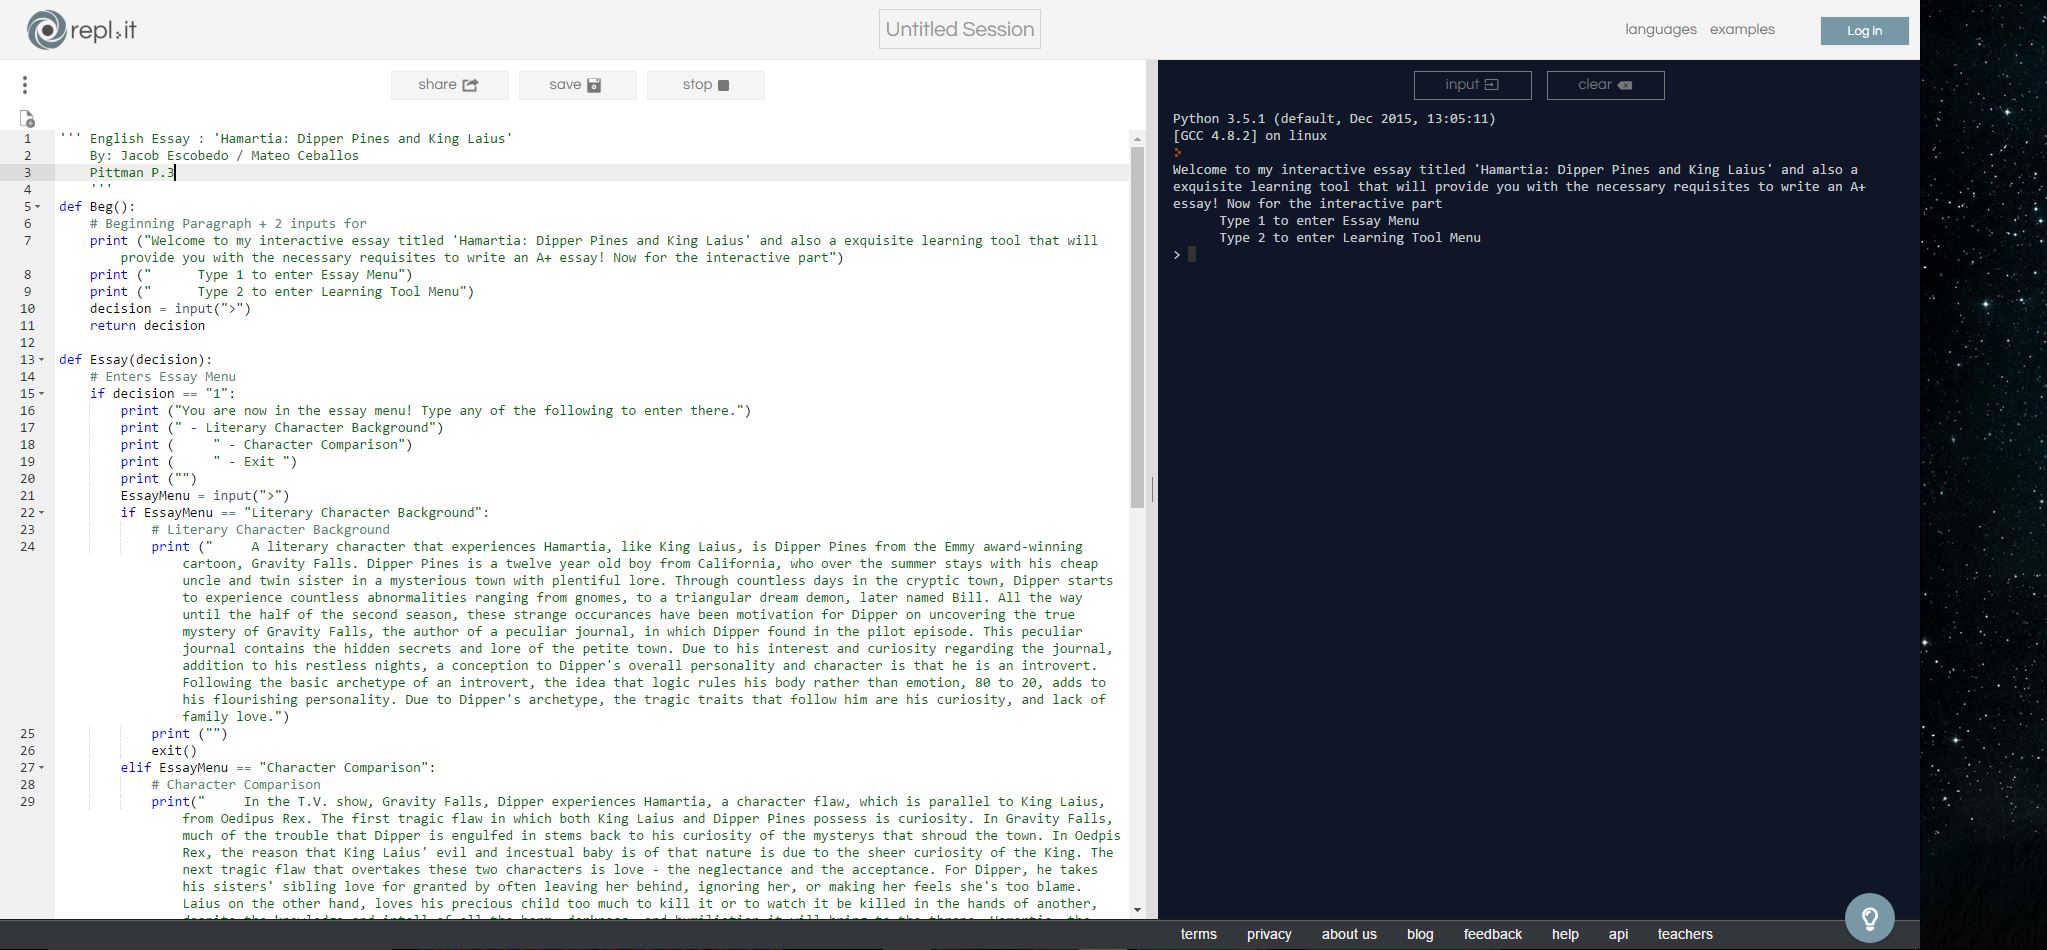 repl.it
Untitled Session
languages examples Log in
share save stop
input clear
1 ''' English Essay : 'Hamartia: Dipper Pines and King Laius'
2 By: Jacob Escobedo / Mateo Ceballos
3 Pittman P.3
4 '''
5 def Beg():
6 # Beginning Paragraph + 2 inputs for
7 print ("Welcome to my interactive essay titled 'Hamartia: Dipper Pines and King Laius' and also a exquisite learning tool that will
provide you with the necessary requisites to write an A+ essay! Now for the interactive part")
8 print (" Type 1 to enter Essay Menu")
9 print (" Type 2 to enter Learning Tool Menu")
10 decision = input(">")
11 return decision
12
13 def Essay(decision):
14 # Enters Essay Menu
15 if decision == "1":
16 print ("You are now in the essay menu! Type any of the following to enter there.")
17 print (" - Literary Character Background")
18 print ( " - Character Comparison")
19 print ( " - Exit ")
20 print ("")
21 EssayMenu = input(">")
22 if EssayMenu == "Literary Character Background":
23 # Literary Character Background
24 print (" A literary character that experiences Hamartia, like King Laius, is Dipper Pines from the Emmy award-winning
cartoon, Gravity Falls. Dipper Pines is a twelve year old boy from California, who over the summer stays with his cheap
uncle and twin sister in a mysterious town with plentiful lore. Through countless days in the cryptic town, Dipper starts
to experience countless abnormalities ranging from gnomes, to a triangular dream demon, later named Bill. All the way
until the half of the second season, these strange occurances have been motivation for Dipper on uncovering the true
mystery of Gravity Falls, the author of a peculiar journal, in which Dipper found in the pilot episode. This peculiar
journal contains the hidden secrets and lore of the petite town. Due to his interest and curiosity regarding the journal,
addition to his restless nights, a conception to Dipper's overall personality and character is that he is an introvert.
Following the basic archetype of an introvert, the idea that logic rules his body rather than emotion, 80 to 20, adds to
his flourishing personality. Due to Dipper's archetype, the tragic traits that follow him are his curiosity, and lack of
family love.")
25 print ("")
26 exit()
27 elif EssayMenu == "Character Comparison":
28 # Character Comparison
29 print(" In the T.V. show, Gravity Falls, Dipper experiences Hamartia, a character flaw, which is parallel to King Laius,
from Oedipus Rex. The first tragic flaw in which both King Laius and Dipper Pines possess is curiosity. In Gravity Falls,
much of the trouble that Dipper is engulfed in stems back to his curiosity of the mysterys that shroud the town. In Oedpis
Rex, the reason that King Laius' evil and incestual baby is of that nature is due to the sheer curiosity of the King. The
next tragic flaw that overtakes these two characters is love - the neglectance and the acceptance. For Dipper, he takes
his sisters' sibling love for granted by often leaving her behind, ignoring her, or making her feels she's too blame.
Laius on the other hand, loves his precious child too much to kill it or to watch it be killed in the hands of another,
Python 3.5.1 (default, Dec 2015, 13:05:11)
[GCC 4.8.2] on linux
Welcome to my interactive essay titled 'Hamartia: Dipper Pines and King Laius' and also a
exquisite learning tool that will provide you with the necessary requisites to write an A+
essay! Now for the interactive part
Type 1 to enter Essay Menu
Type 2 to enter Learning Tool Menu
>
terms privacy about us blog feedback help api teachers